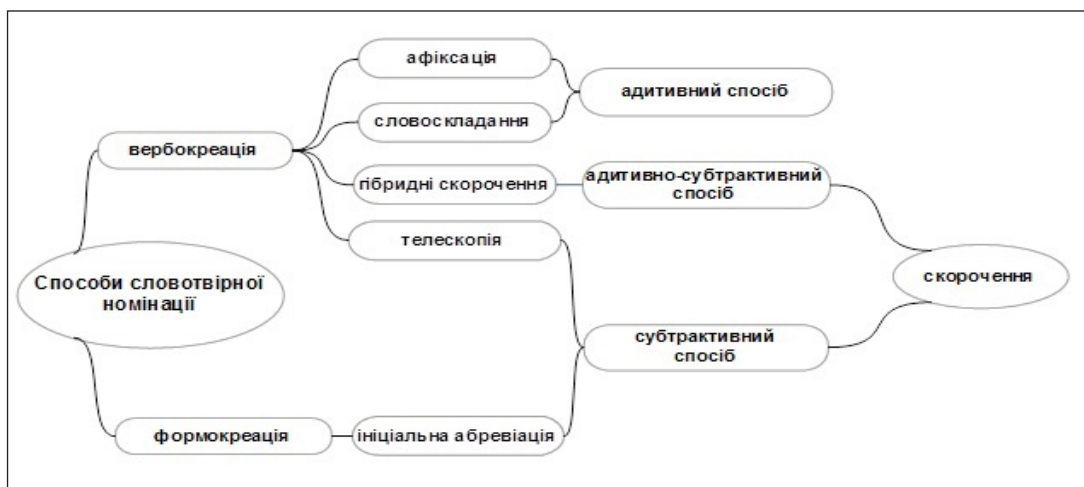 афіксація
адитивний спосіб
словоскладання
вербокреація
гібридні скорочення
адитивно-субтрактивний
спосіб
телескопія
Способи словотвірної
номінації
скорочення
субтрактивний
спосіб
формокреація
ініціальна абревіація